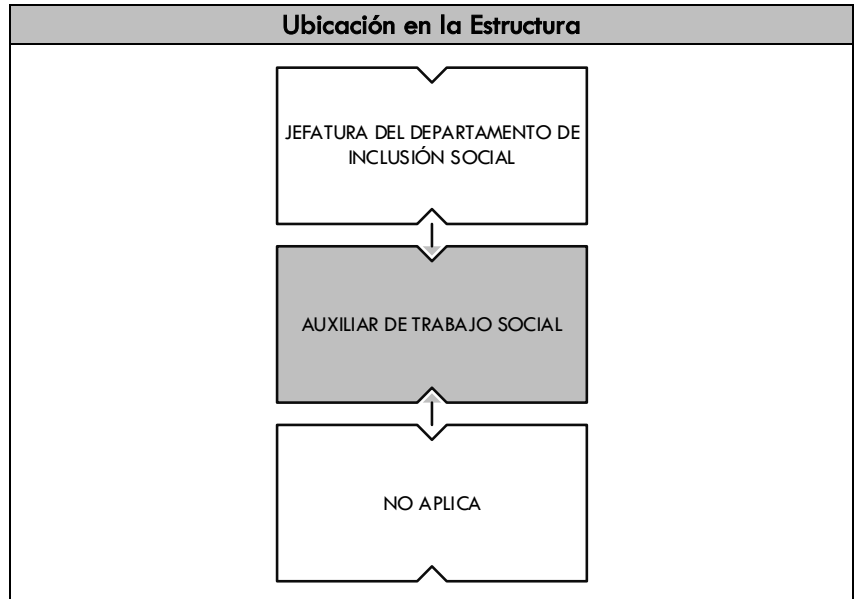 Ubicación en la Estructura
JEFATURA DEL DEPARTAMENTO DE
INCLUSIÓN SOCIAL
AUXILIAR DE TRABAJO SOCIAL
NO APLICA